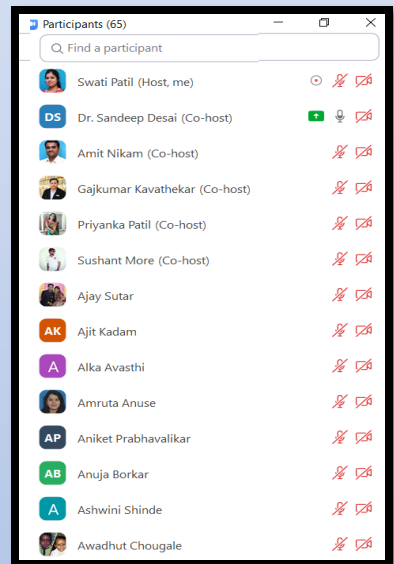 Participants (65)
Find a participant
Swati Patil (Host, me)
DS Dr. Sandeep Desai (Co-host)
Amit Nikam (Co-host)
Gajkumar Kavathekar (Co-host)
Priyanka Patil (Co-host)
Sushant More (Co-host)
Ajay Sutar
AK Ajit Kadam
A Alka Avasthi
Amruta Anuse
AP Aniket Prabhavalikar
AB Anuja Borkar
A Ashwini Shinde
Awadhut Chougale